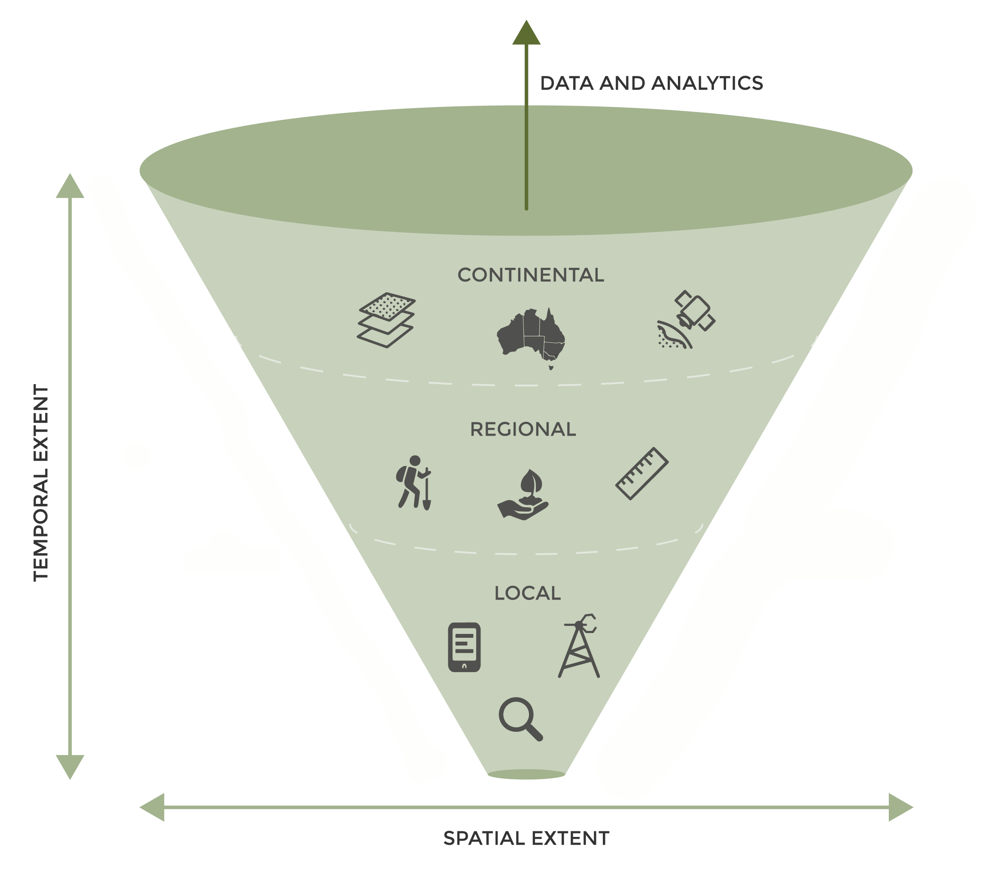 DATA AND ANALYTICS
CONTINENTAL
REGIONAL
LOCAL
TEMPORAL EXTENT
SPATIAL EXTENT